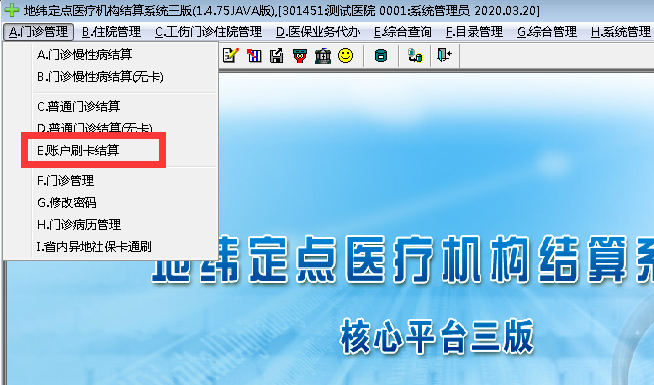 地纬定点医疗机构结算系统三版(1.4.75JAVA版),[301451:测试医院 0001:系统管理员 2020.03.20]
A.门诊管理 B.住院管理 C.工伤门诊住院管理 D.医保业务代办 E.综合查询 F.目录管理 G.综合管理 H.系统管理
A.门诊慢性病结算
B.门诊慢性病结算(无卡)
C.普通门诊结算
D.普通门诊结算(无卡)
E.账户刷卡结算
F.门诊管理
G.修改密码
H.门诊病历管理
I.省内异地社保卡通刷
地纬定点医疗机构结算系
核心平台三版